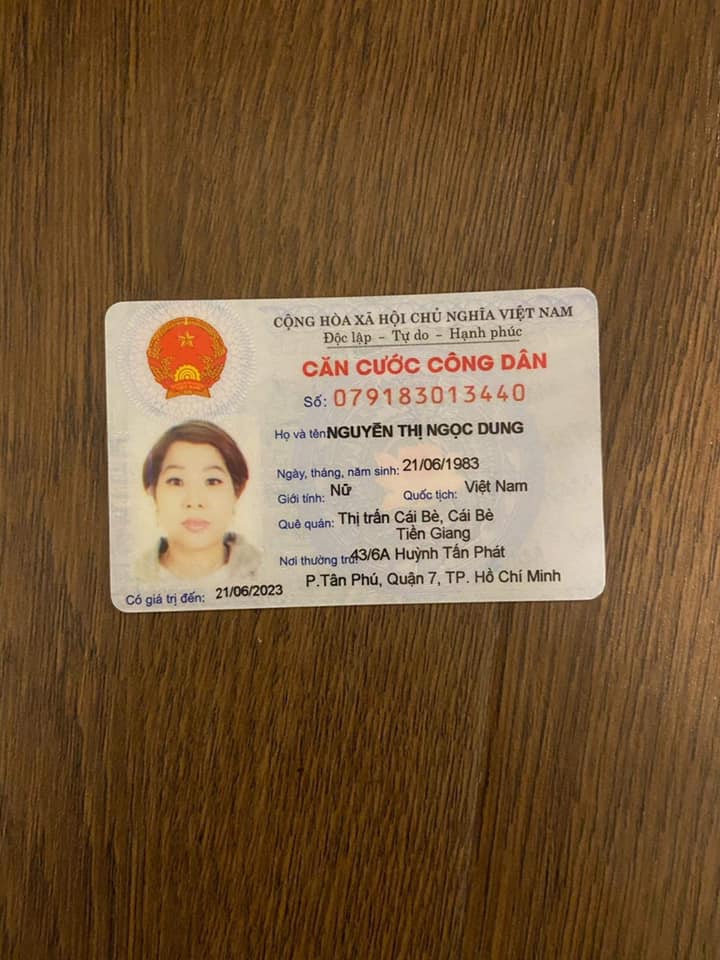 CỘNG HÒA XÃ HỘI CHỦ NGHĨA VIỆT NAM
Độc lập - Tự do - Hạnh phúc
CĂN CƯỚC CÔNG DÂN
Số: 079183013440
Họ và tên NGUYỄN THỊ NGỌC DUNG
Ngày, tháng, năm sinh: 21/06/1983
Giới tính: Nữ Quốc tịch: Việt Nam
Quê quán: Thị trấn Cái Bè, Cái Bè
Tiền Giang
Nơi thường trú: 43/6A Huỳnh Tấn Phát
P.Tân Phú, Quận 7, TP. Hồ Chí Minh
Có giá trị đến: 21/06/2023